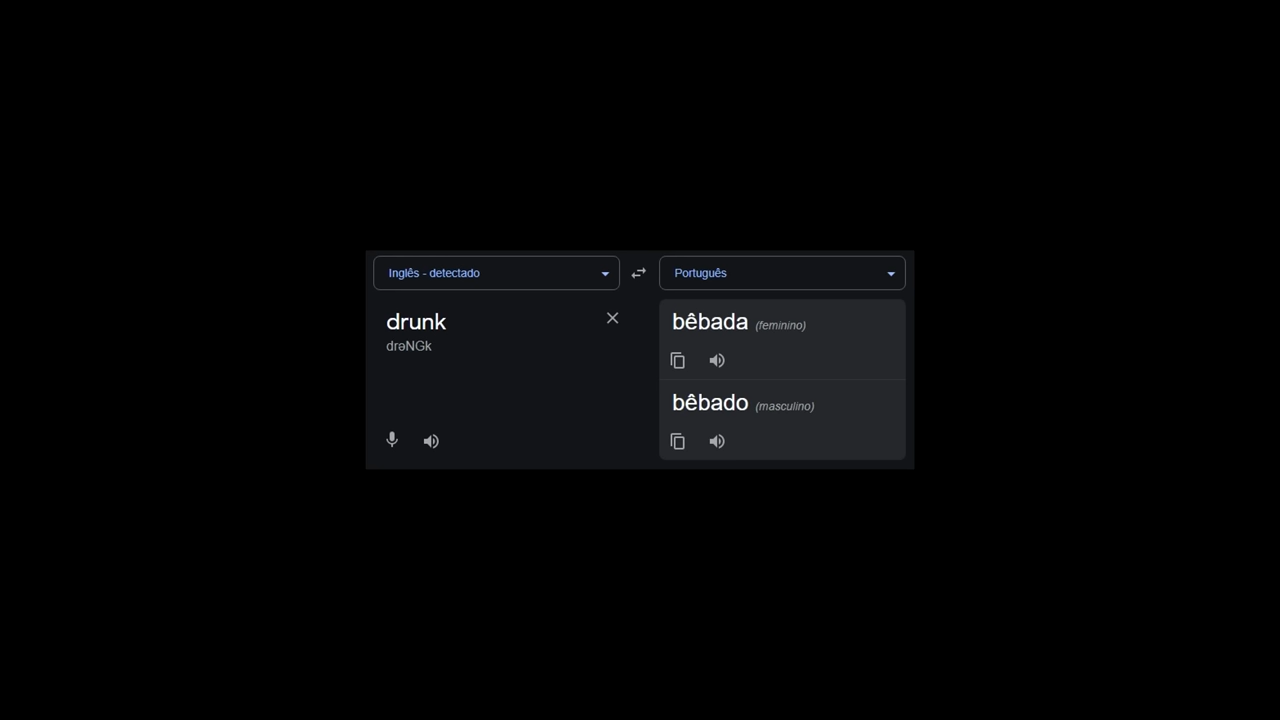 Inglês - detectado
Português
drunk
drəNGk
bêbada (feminino)
bêbado (masculino)